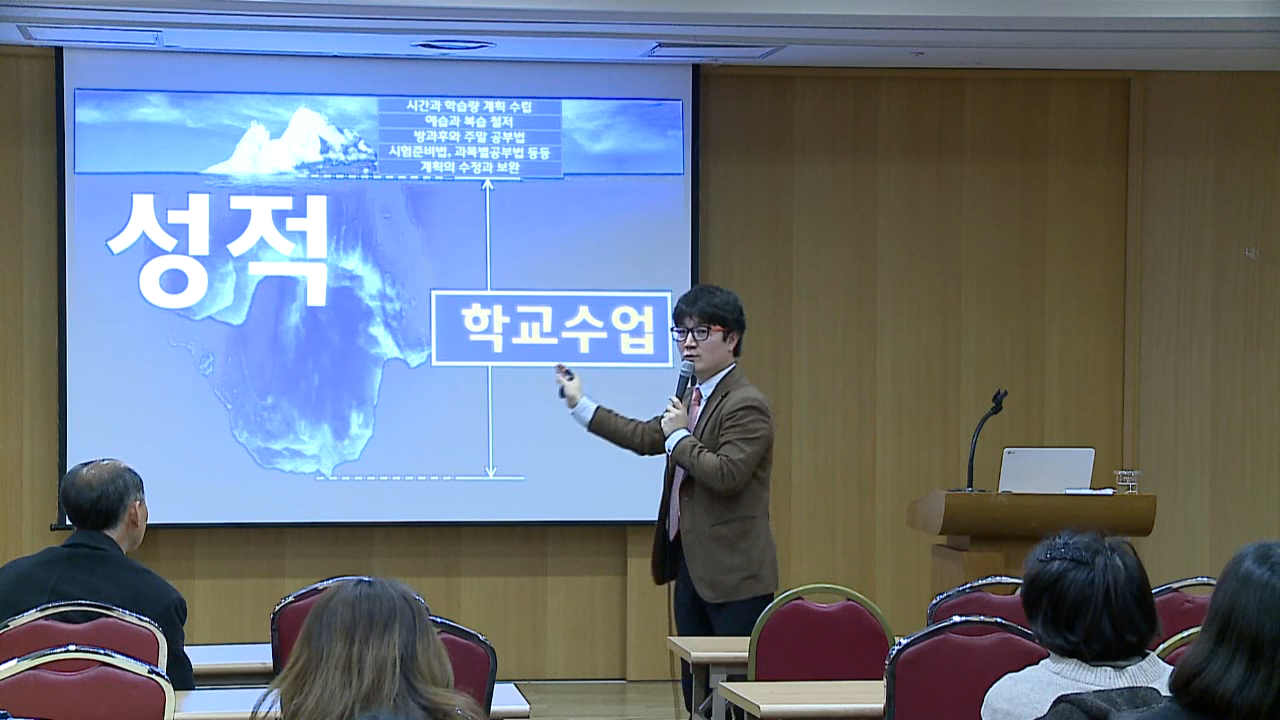 시간과 학습량 계획 수립
예습과 복습 철저
방과후와 주말 공부법
시험준비법, 과목별공부법 등등
계획의 수정과 보완
성적
학교수업